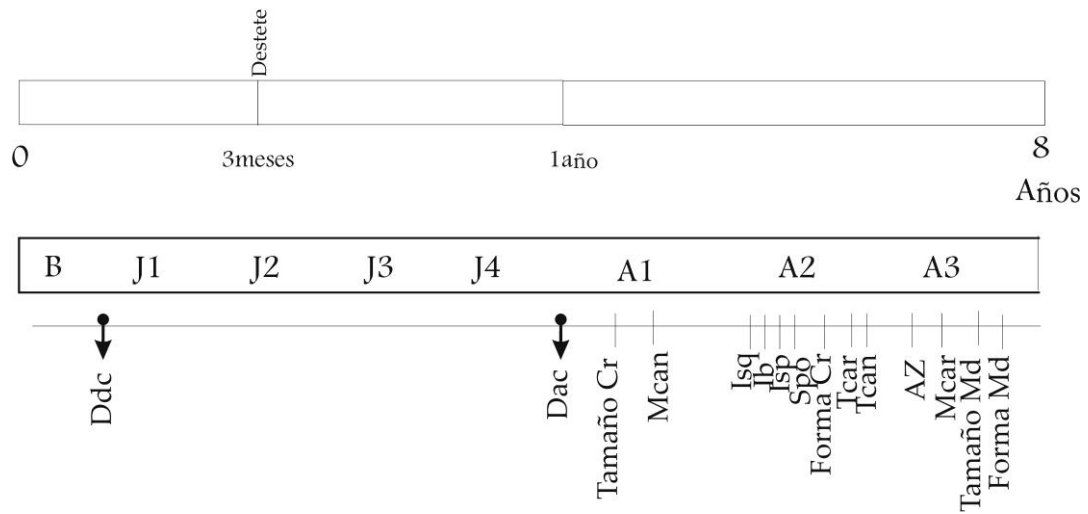 Destete
0
3meses
1año
8
Años
B J1 J2 J3 J4 A1 A2 A3
Ddc
Dac
Tamaño Cr
Mcan
Isq
Ib
Isp
Spo
Forma Cr
Tcar
Tcan
AZ
Mcar
Tamaño Md
Forma Md